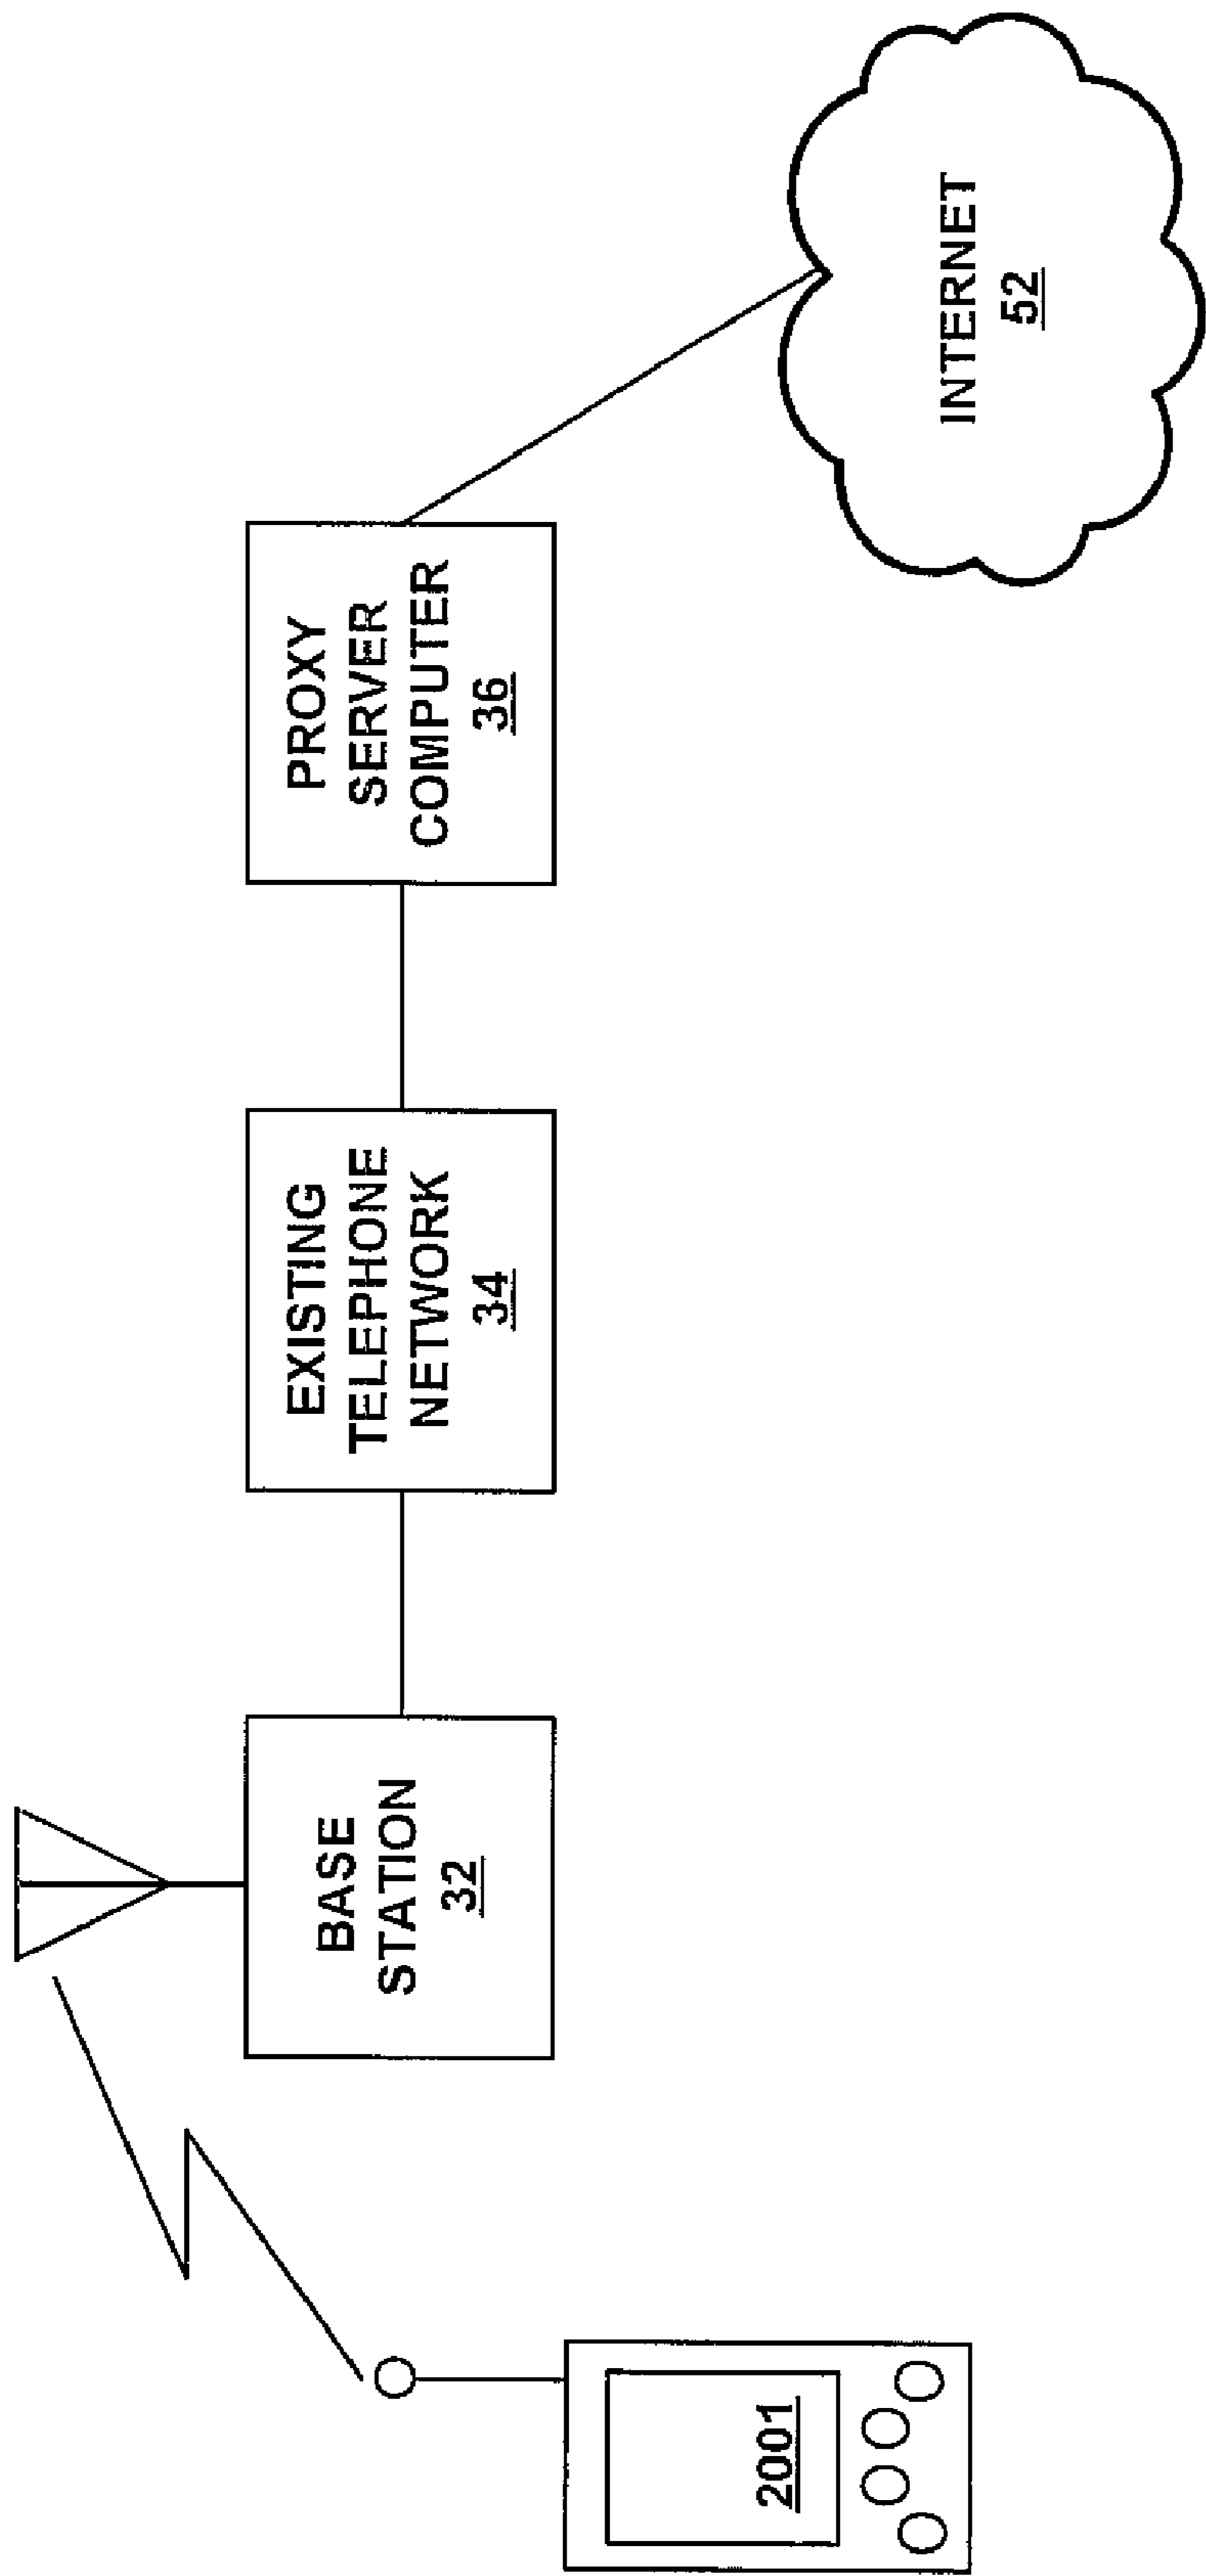 2001
BASE
STATION
32
EXISTING
TELEPHONE
NETWORK
34
PROXY
SERVER
COMPUTER
36
INTERNET
52